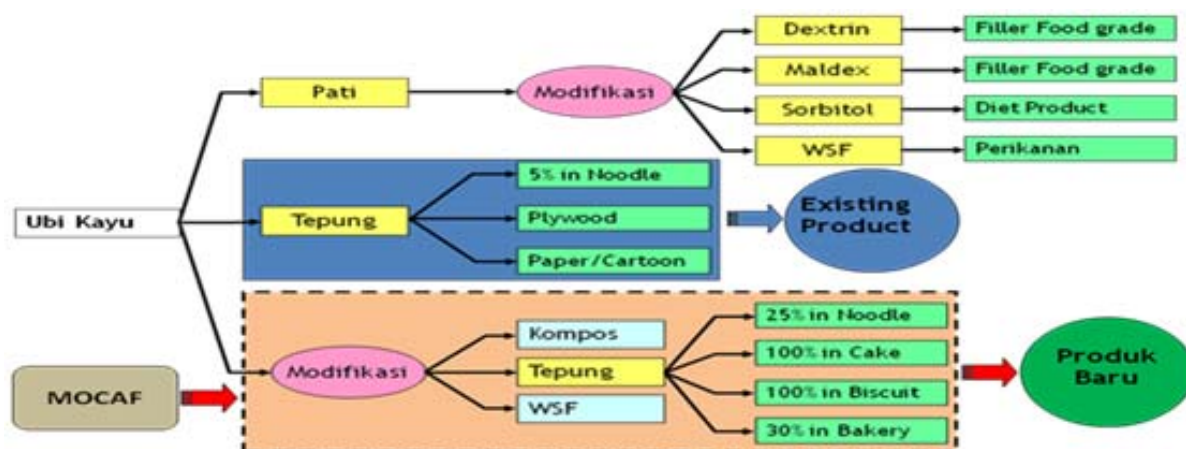 Dextrin
Filler Food grade
Pati
Modifikasi
Maldex
Filler Food grade
Sorbitol
Diet Product
WSF
Perikanan
Ubi Kayu
Tepung
5% in Noodle
Plywood
Paper/Cartoon
Existing
Product
MOCAF
Modifikasi
Kompos
Tepung
WSF
25% in Noodle
100% in Cake
100% in Biscuit
30% in Bakery
Produk
Baru